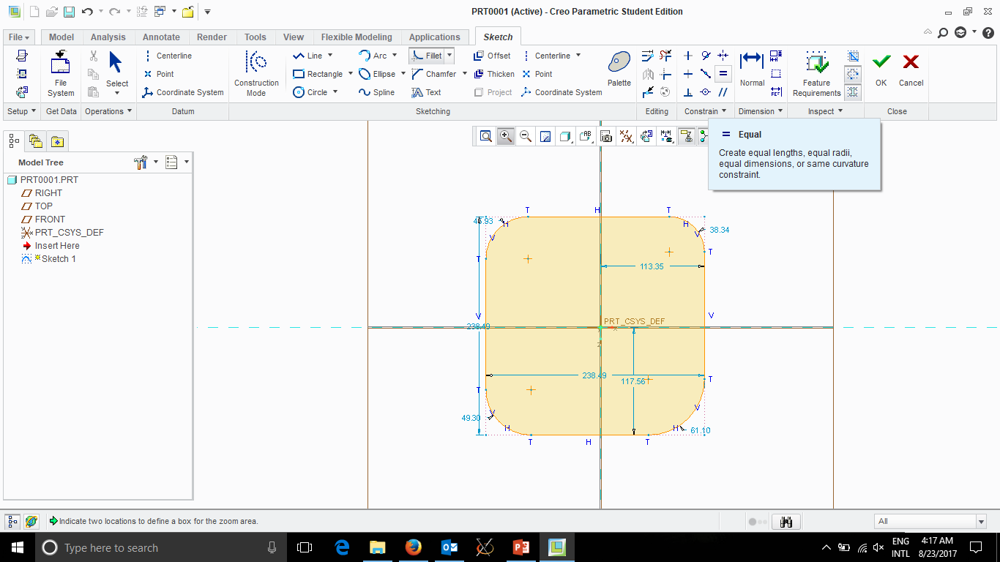 PRT0001 (Active) - Creo Parametric Student Edition
File Model Analysis Annotate Render Tools View Flexible Modeling Applications Sketch
Centerline Line Arc Fillet Offset Centerline
Point Rectangle Ellipse Chamfer Thicken Point
Coordinate System Circle Spline Text Project Coordinate System
File System
Select
Construction Mode
Palette
Normal
Feature Requirements
OK
Cancel
Setup Get Data Operations Datum Sketching Editing Constrain Dimension Inspect Close
Equal
Create equal lengths, equal radii,
equal dimensions, or same curvature
constraint.
Model Tree
PRT0001.PRT
RIGHT
TOP
FRONT
PRT_CSYS_DEF
Insert Here
Sketch 1
T H T
H H
38.34
V V
T T
113.35
V V
PRT_CSYS_DEF
238.49
x
z
238.49
117.56
T T
V V
49.30
H H
61.10
T H T
Indicate two locations to define a box for the zoom area.
All
Type here to search
ENG
INTL
4:17 AM
8/23/2017